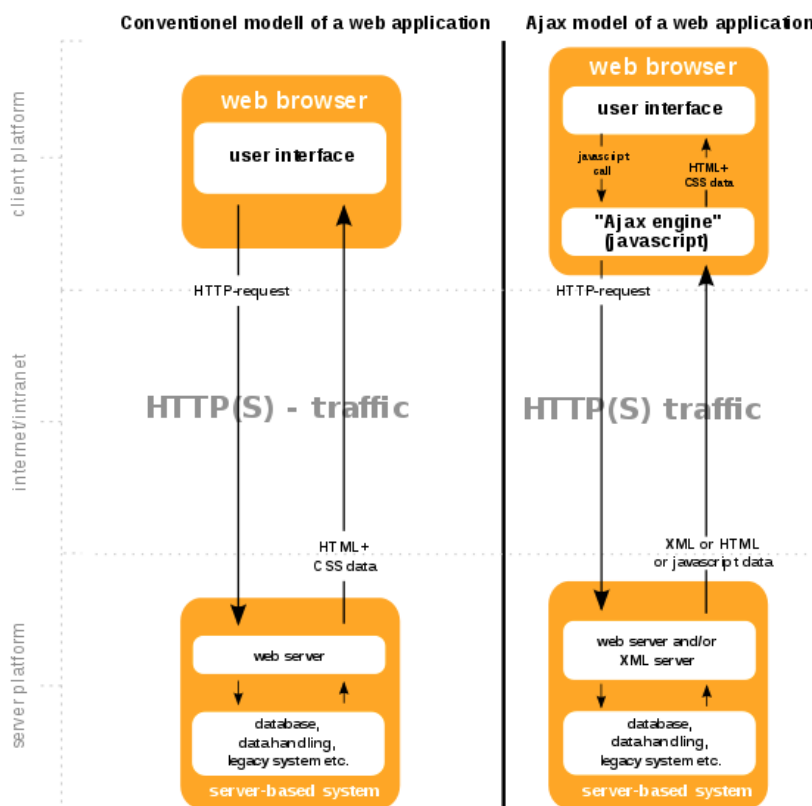 Conventionel modell of a web application
web browser
user interface
HTTP-request
HTTP(S) - traffic
HTML+
CSS data
web server
database,
datahandling,
legacy system etc.
server-based system
Ajax model of a web application
web browser
user interface
javascript
call
HTML+
CSS data
"Ajax engine"
(javascript)
HTTP-request
HTTP(S) traffic
XML or HTML
or javascript data
web server and/or
XML server
database,
datahandling,
legacy system etc.
server-based system
client platform
internet/intranet
server platform